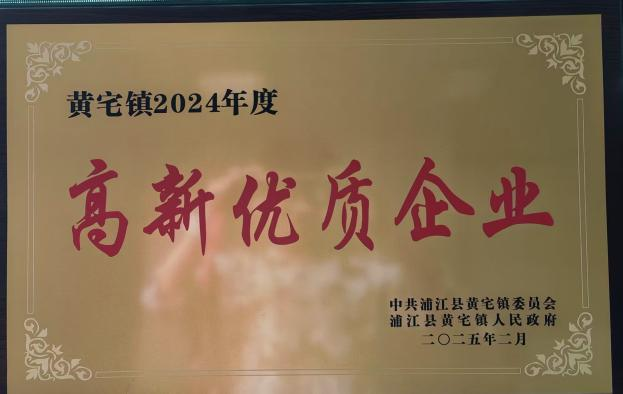 黄宅镇2024年度
高新优质企业
中共浦江县黄宅镇委员会
浦江县黄宅镇人民政府
二〇二五年二月